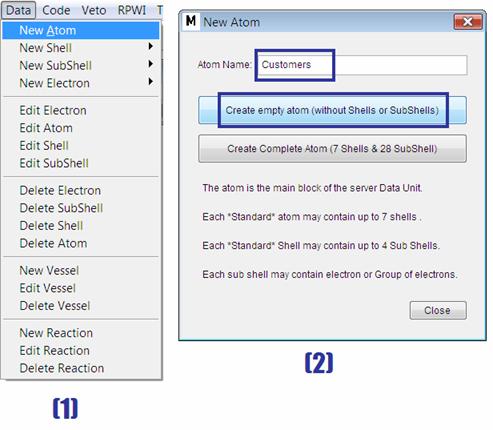 Data Code Veto RPWI T
New Atom
New Shell
New SubShell
New Electron
Edit Electron
Edit Atom
Edit Shell
Edit SubShell
Delete Electron
Delete SubShell
Delete Shell
Delete Atom
New Vessel
Edit Vessel
Delete Vessel
New Reaction
Edit Reaction
Delete Reaction
(1)
M New Atom
Atom Name: Customers
Create empty atom (without Shells or SubShells)
Create Complete Atom (7 Shells & 28 SubShell)
The atom is the main block of the server Data Unit.
Each *Standard* atom may contain up to 7 shells .
Each *Standard* Shell may contain up to 4 Sub Shells.
Each sub shell may contain electron or Group of electrons.
Close
(2)